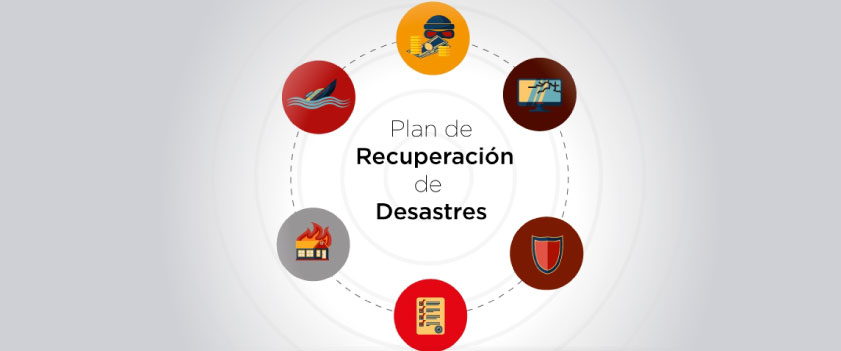 Plan de
Recuperación
de
Desastres